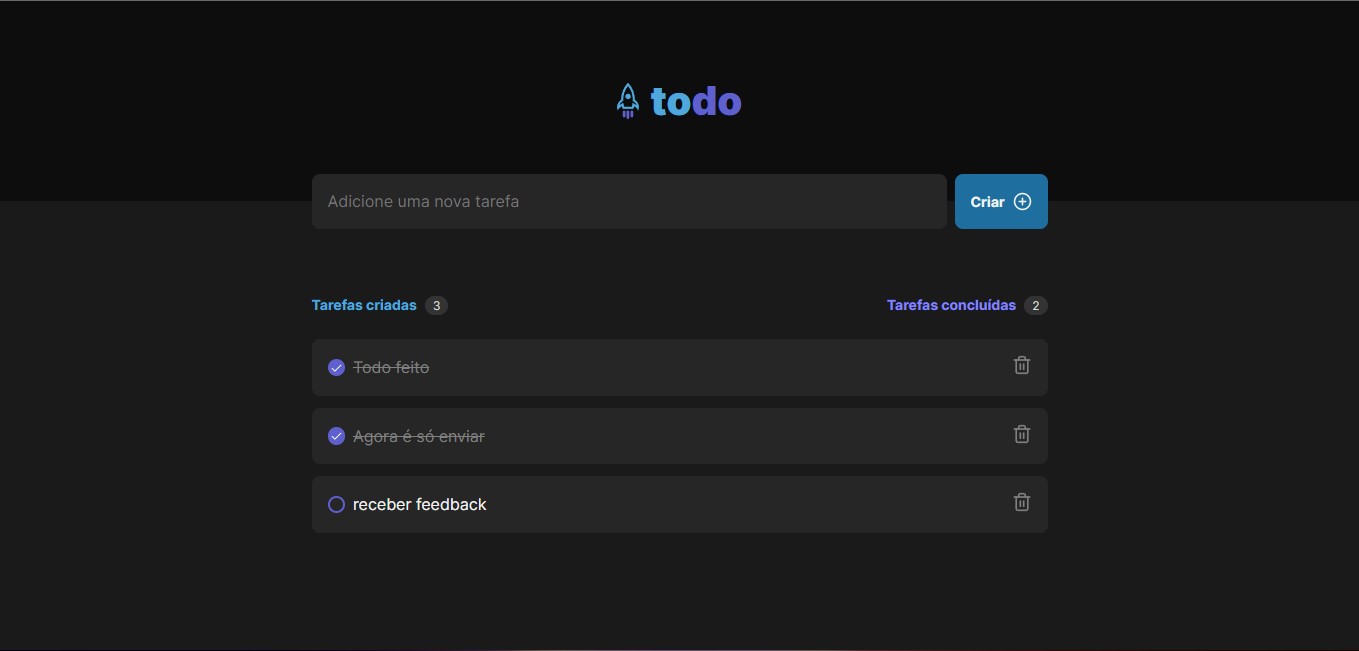 todo
Adicione uma nova tarefa
Criar
Tarefas criadas 3
Tarefas concluídas 2
Todo feito
Agora é só enviar
receber feedback